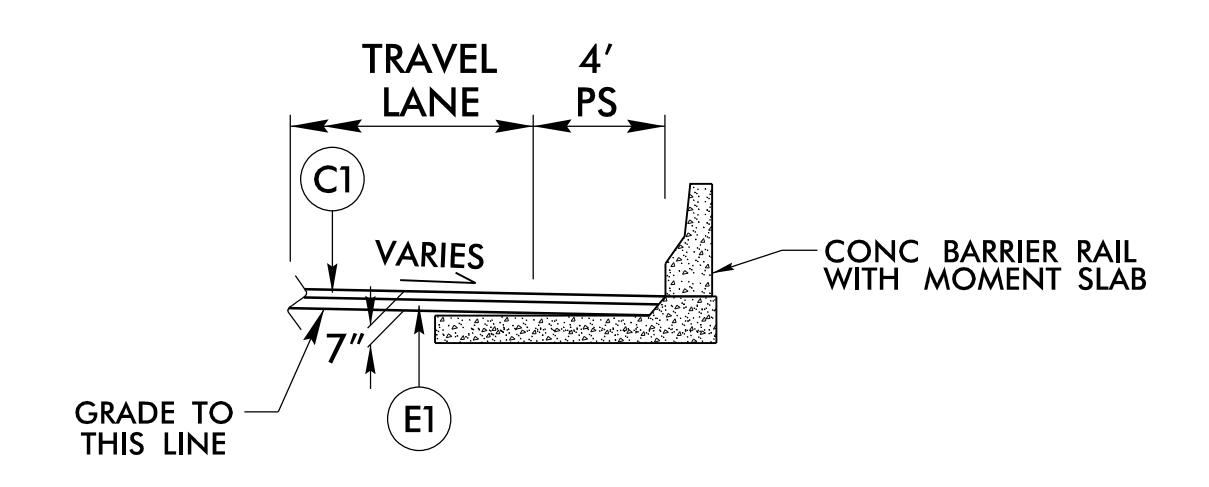 TRAVEL
LANE
4'
PS
C1
VARIES
CONC BARRIER RAIL
WITH MOMENT SLAB
7"
GRADE TO
THIS LINE
E1